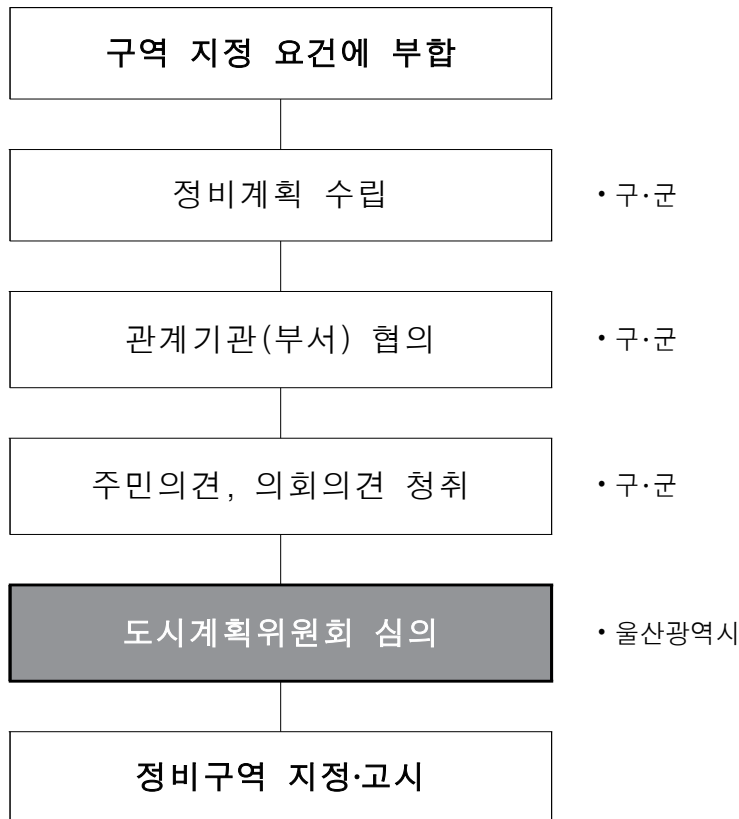 구역 지정 요건에 부합
정비계획 수립 • 구·군
관계기관(부서) 협의 • 구·군
주민의견, 의회의견 청취 • 구·군
도시계획위원회 심의 • 울산광역시
정비구역 지정·고시